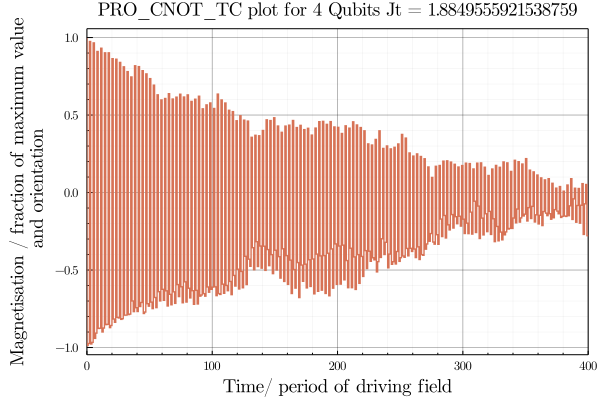 PRO_CNOT_TC plot for 4 Qubits Jt = 1.8849555921538759
Magnetisation / fraction of maximum value
and orientation
1.0
0.5
0.0
−0.5
−1.0
0 100 200 300 400
Time/ period of driving field